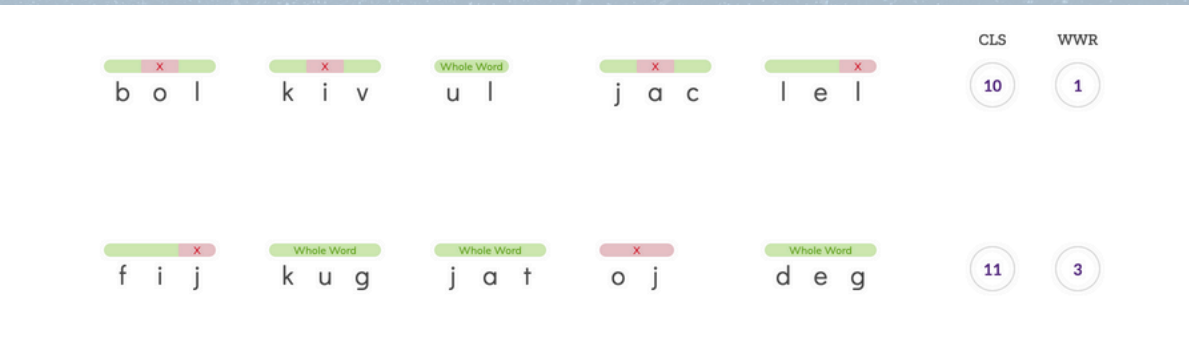 CLS WWR
X X Whole Word X X
b o l k i v u l j a c l e l 10 1
X Whole Word Whole Word X Whole Word
f i j k u g j a t o j d e g 11 3